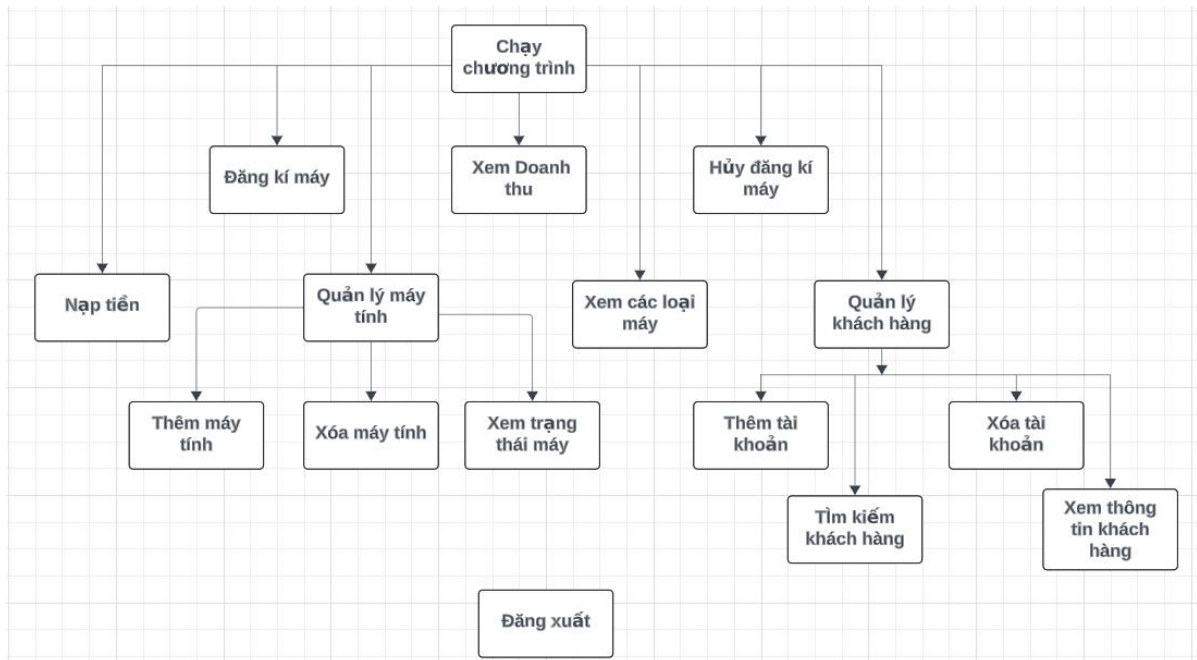 Chạy
chương trình
Đăng kí máy
Xem Doanh
thu
Hủy đăng kí
máy
Nạp tiền
Quản lý máy
tính
Xem các loại
máy
Quản lý
khách hàng
Thêm máy
tính
Xóa máy tính
Xem trạng
thái máy
Thêm tài
khoản
Xóa tài
khoản
TÌm kiếm
khách hàng
Xem thông
tin khách
hàng
Đăng xuất